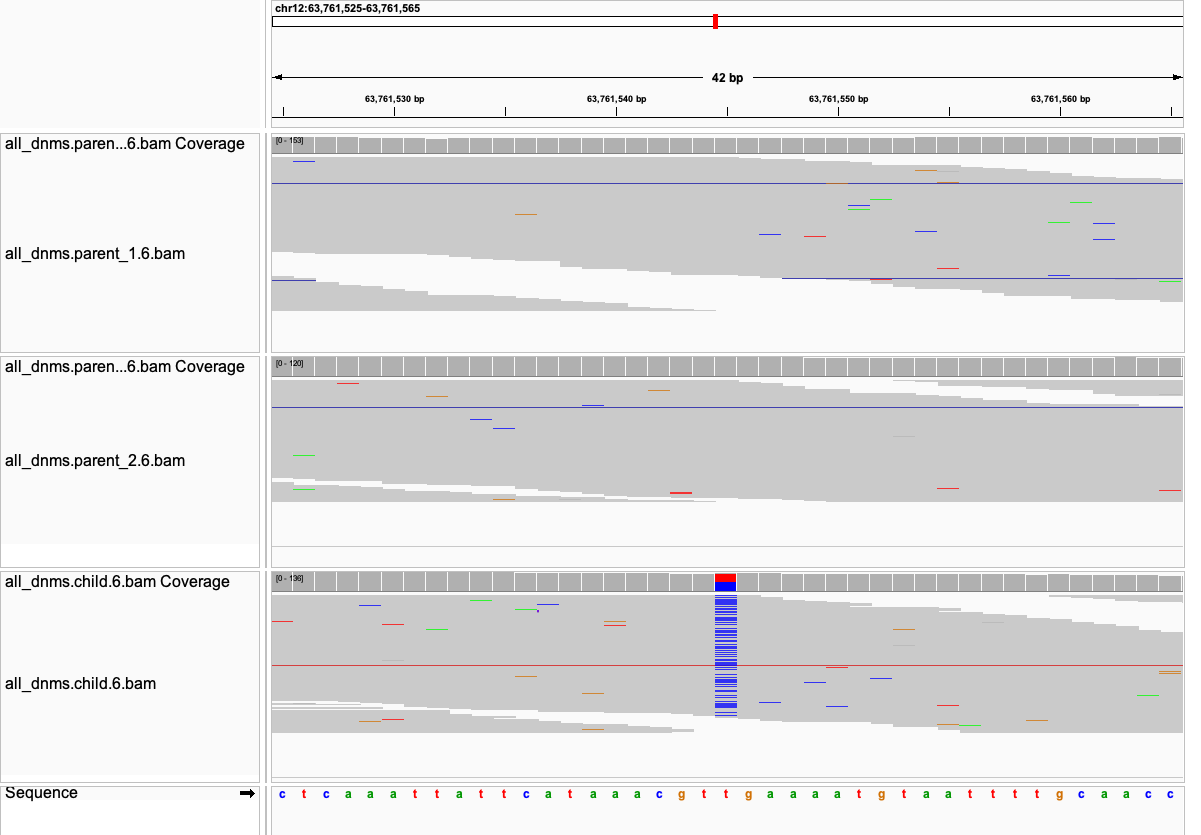 chr12:63,761,525-63,761,565
42 bp
63,761,530 bp 63,761,540 bp 63,761,550 bp 63,761,560 bp
all_dnms.paren...6.bam Coverage
[0 - 153]
all_dnms.parent_1.6.bam
all_dnms.paren...6.bam Coverage
[0 - 120]
all_dnms.parent_2.6.bam
all_dnms.child.6.bam Coverage
[0 - 136]
all_dnms.child.6.bam
Sequence
c t c a a a t t a t t c a t a a a c g t t g a a a a t g t a a t t t t g c a a c c